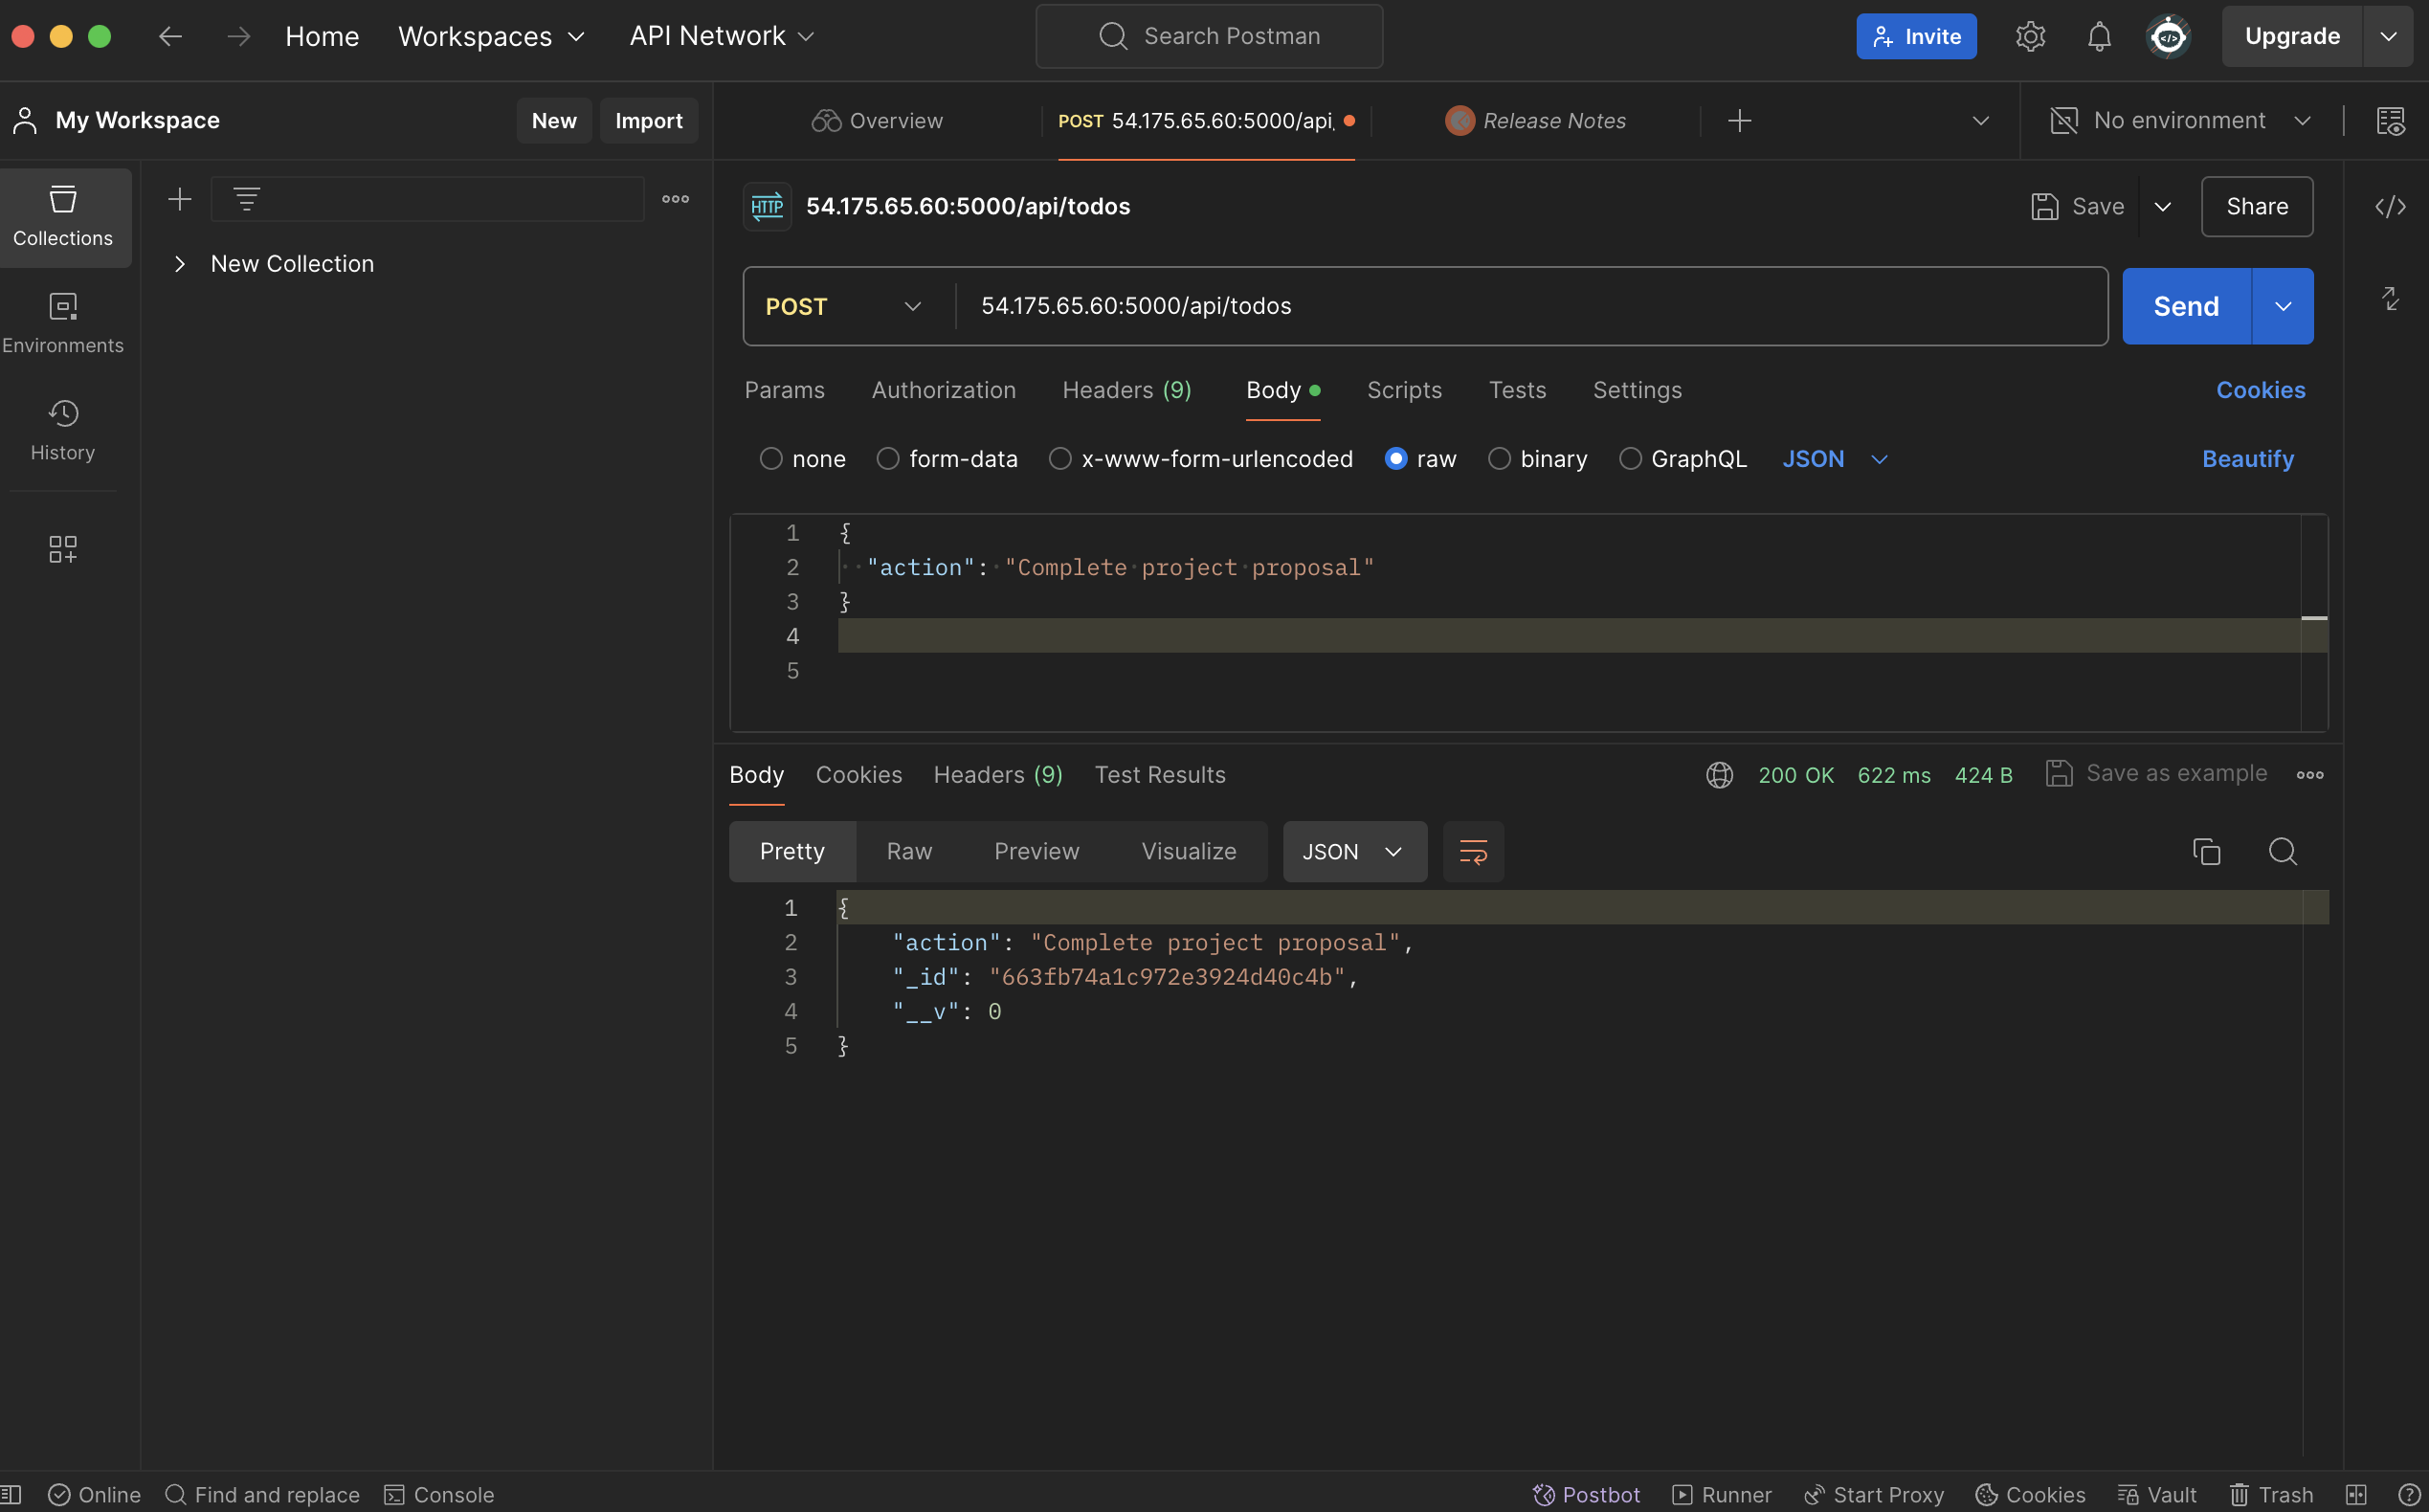 Home Workspaces API Network Search Postman Invite Upgrade
My Workspace New Import Overview POST 54.175.65.60:5000/api, Release Notes No environment
Collections
New Collection
Environments
History
HTTP 54.175.65.60:5000/api/todos Save Share
POST 54.175.65.60:5000/api/todos Send
Params Authorization Headers (9) Body Scripts Tests Settings Cookies
none form-data x-www-form-urlencoded raw binary GraphQL JSON Beautify
1 {
2 "action": "Complete project proposal"
3 }
4
5
Body Cookies Headers (9) Test Results 200 OK 622 ms 424 B Save as example
Pretty Raw Preview Visualize JSON
1 {
2 "action": "Complete project proposal",
3 "_id": "663fb74a1c972e3924d40c4b",
4 "__v": 0
5 }
Online Find and replace Console Postbot Runner Start Proxy Cookies Vault Trash